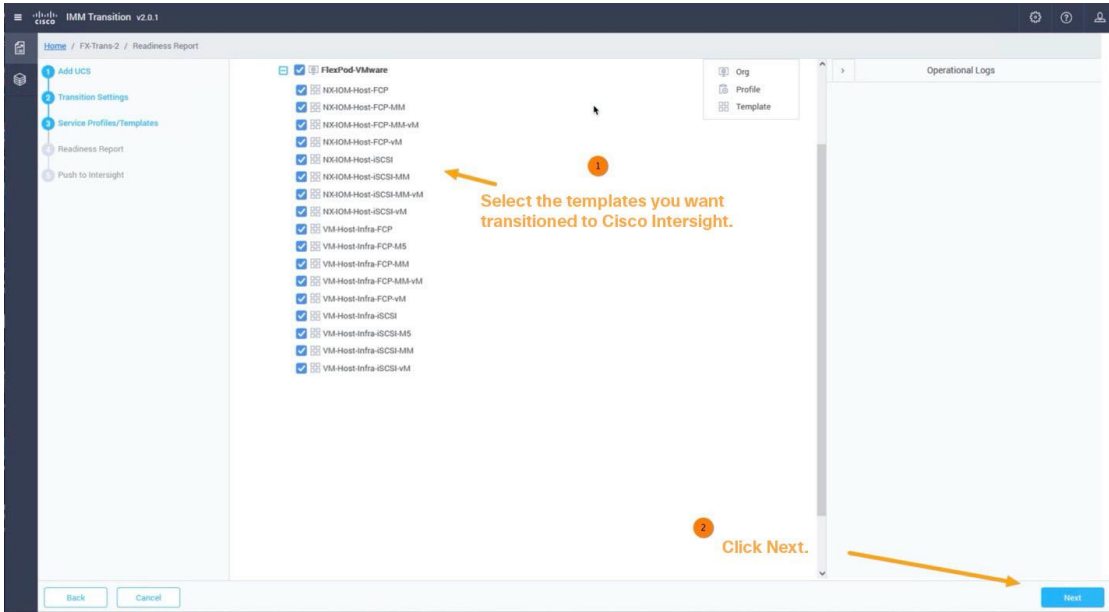 cisco IMM Transition v2.0.1
Home / FX-Trans-2 / Readiness Report
1 Add UCS
2 Transition Settings
3 Service Profiles/Templates
4 Readiness Report
5 Push to Intersight
FlexPod-VMware
NX-IOM-Host-FCP
NX-IOM-Host-FCP-MM
NX-IOM-Host-FCP-MM-vM
NX-IOM-Host-FCP-vM
NX-IOM-Host-iSCSI
NX-IOM-Host-iSCSI-MM
NX-IOM-Host-iSCSI-MM-vM
NX-IOM-Host-iSCSI-vM
VM-Host-Infra-FCP
VM-Host-Infra-FCP-M5
VM-Host-Infra-FCP-MM
VM-Host-Infra-FCP-MM-vM
VM-Host-Infra-FCP-vM
VM-Host-Infra-iSCSI
VM-Host-Infra-iSCSI-M5
VM-Host-Infra-iSCSI-MM
VM-Host-Infra-iSCSI-vM
Org
Profile
Template
Operational Logs
1
Select the templates you want
transitioned to Cisco Intersight.
2
Click Next.
Back
Cancel
Next